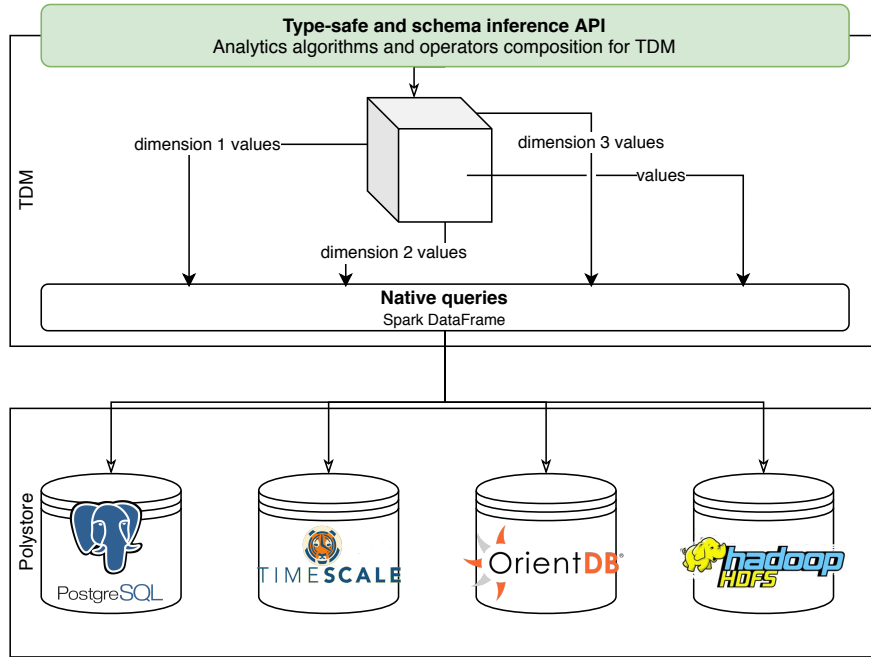 Type-safe and schema inference API
Analytics algorithms and operators composition for TDM
dimension 1 values
dimension 3 values
values
dimension 2 values
TDM
Native queries
Spark DataFrame
Polystore
PostgreSQL
TIMESCALE
OrientDB®
hadoop
HDFS